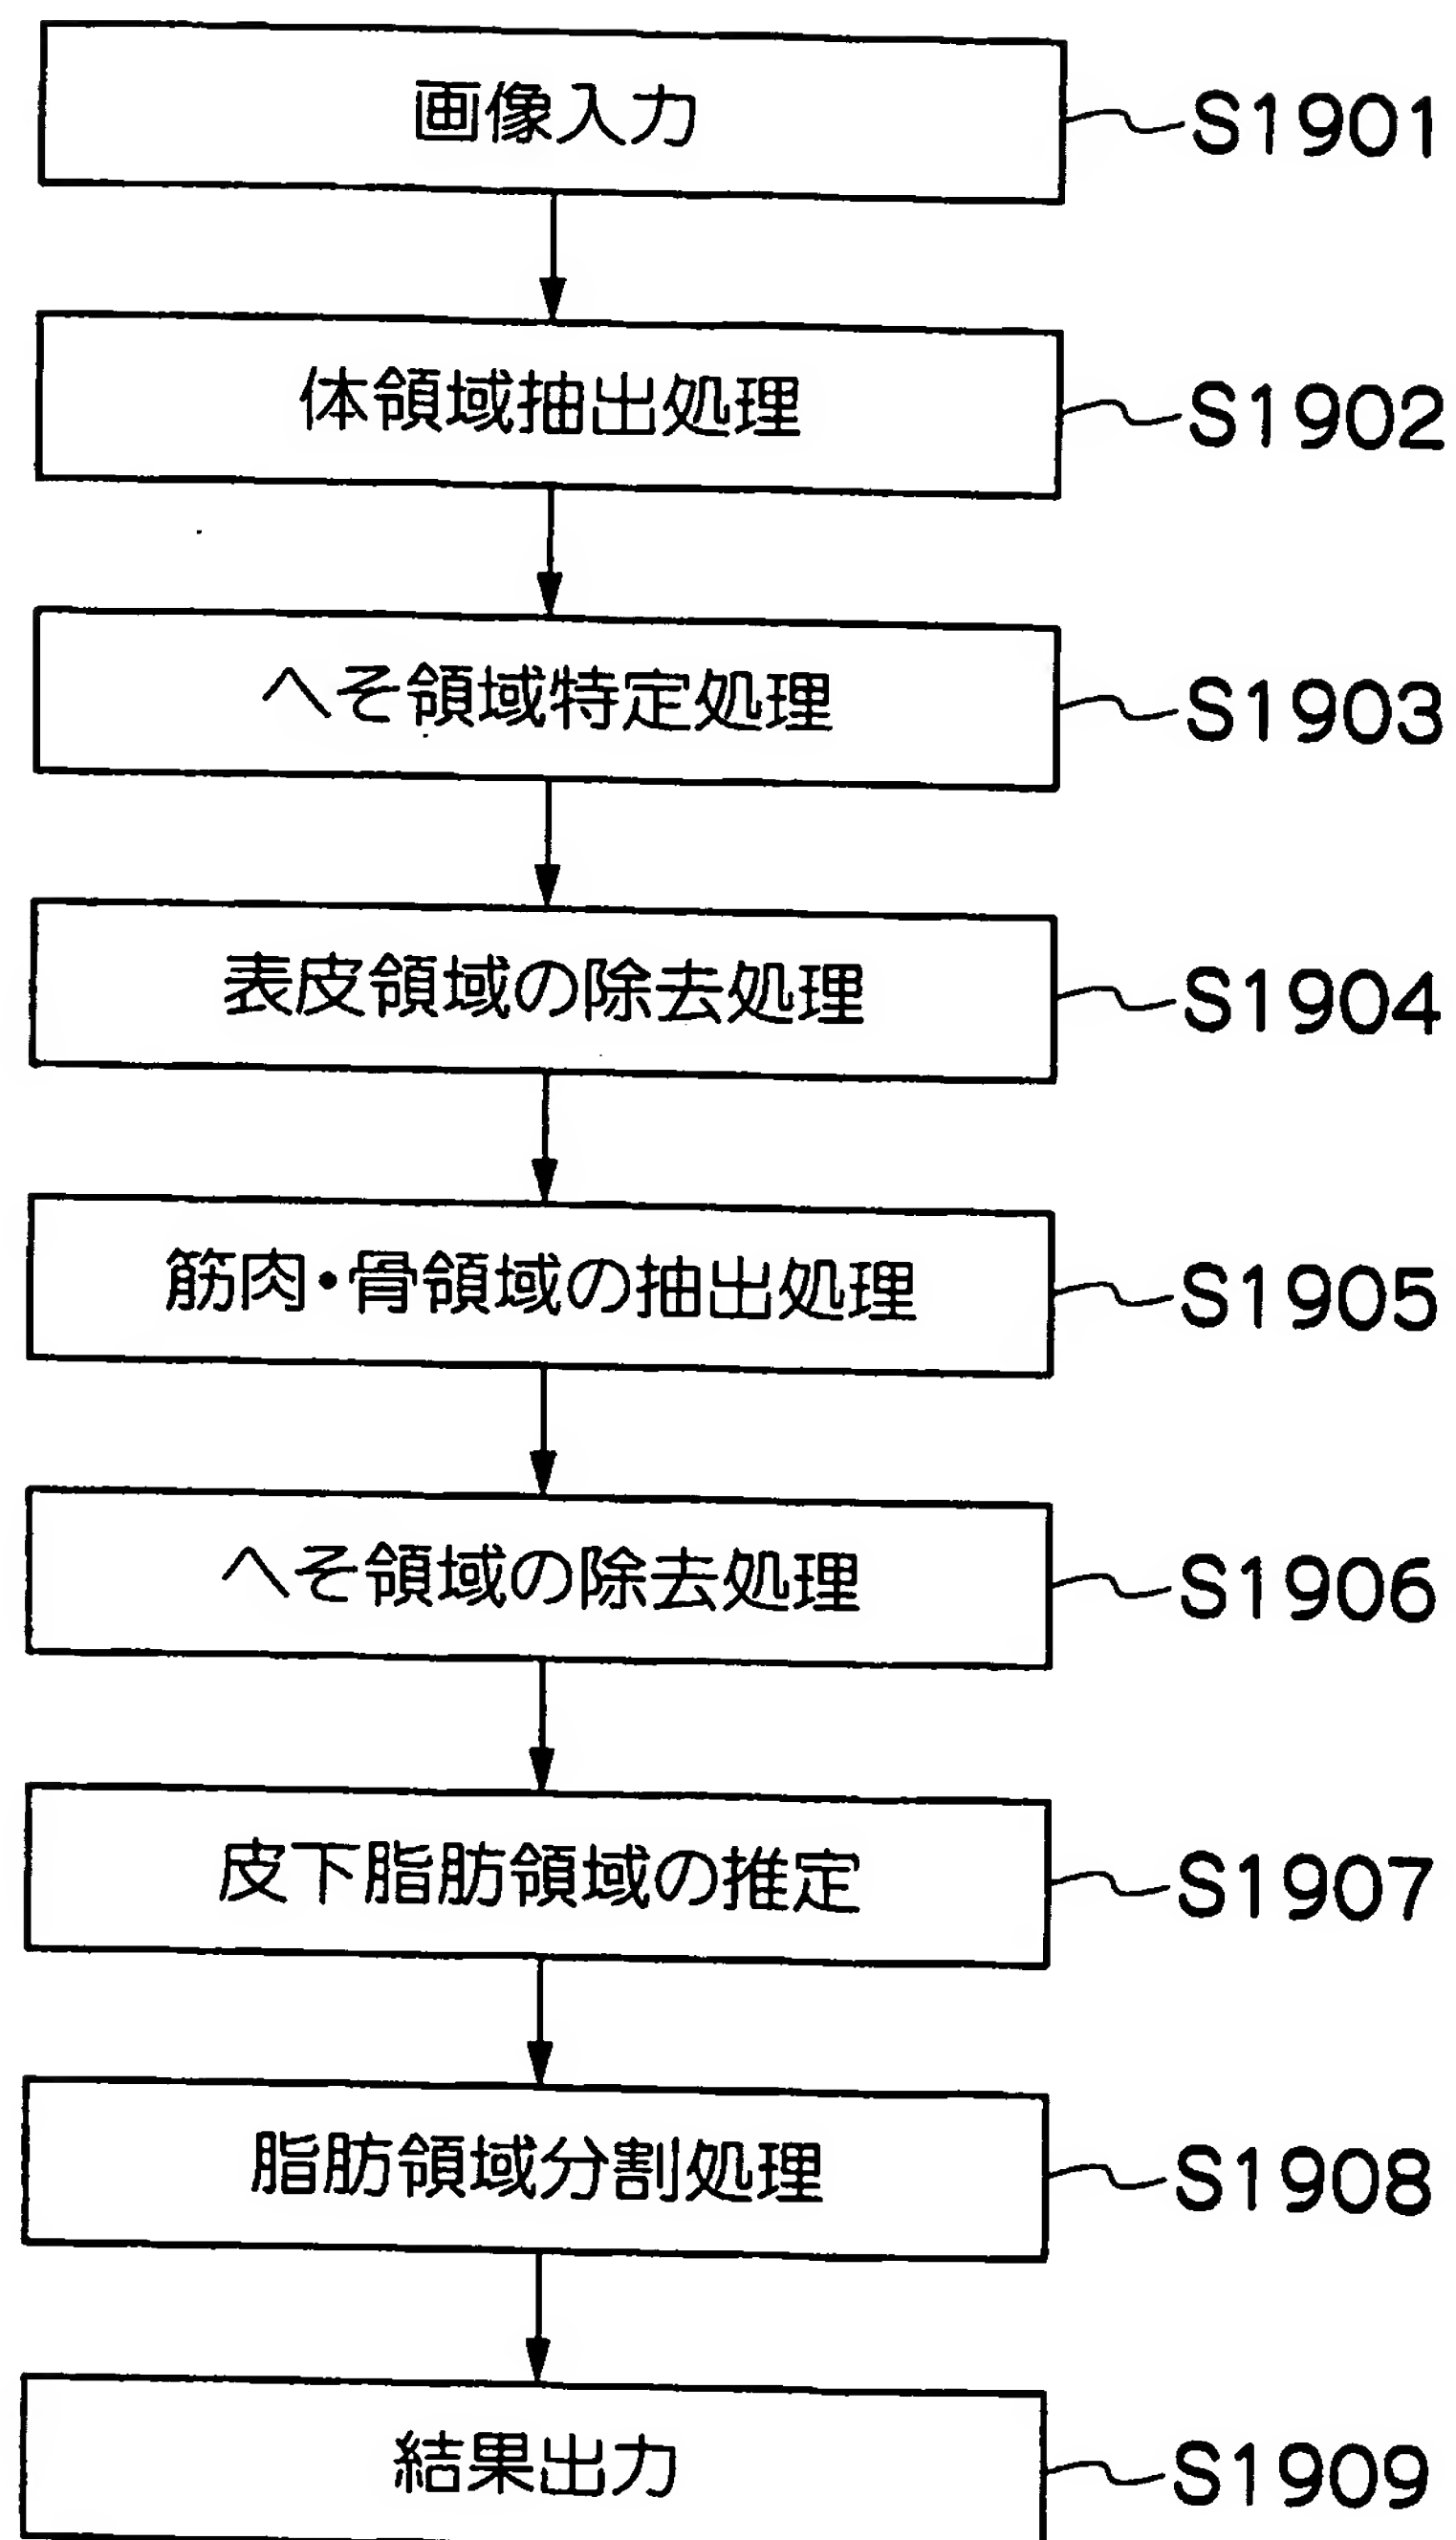 画像入力 S1901
体領域抽出処理 S1902
へそ領域特定処理 S1903
表皮領域の除去処理 S1904
筋肉・骨領域の抽出処理 S1905
へそ領域の除去処理 S1906
皮下脂肪領域の推定 S1907
脂肪領域分割処理 S1908
結果出力 S1909